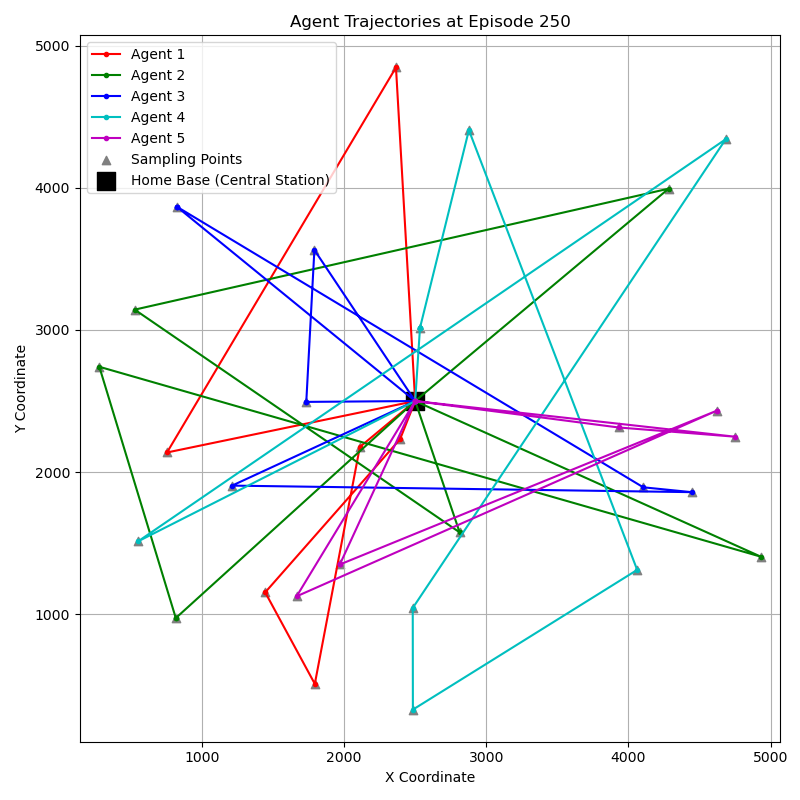 Agent Trajectories at Episode 250
Agent 1
Agent 2
Agent 3
Agent 4
Agent 5
Sampling Points
Home Base (Central Station)
5000
4000
3000
2000
1000
Y Coordinate
1000
2000
3000
4000
5000
X Coordinate